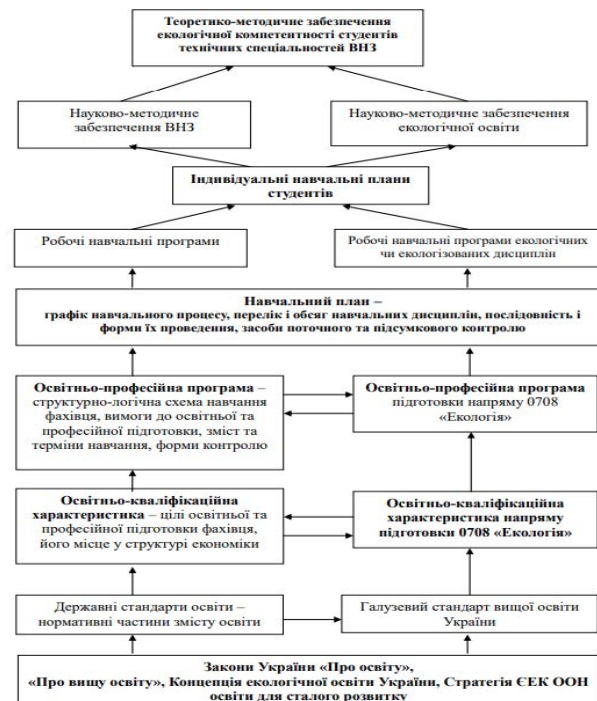 Теоретико-методичне забезпечення
екологічної компетентності студентів
технічних спеціальностей ВНЗ
Науково-методичне
забезпечення ВНЗ
Науково-методичне забезпечення
екологічної освіти
Індивідуальні навчальні плани
студентів
Робочі навчальні програми
Робочі навчальні програми екологічних
чи екологізованих дисциплін
Навчальний план –
графік навчального процесу, перелік і обсяг навчальних дисциплін, послідовність і
форми їх проведення, засоби поточного та підсумкового контролю
Освітньо-професійна програма –
структурно-логічна схема навчання
фахівця, вимоги до освітньої та
професійної підготовки, зміст та
терміни навчання, форми контролю
Освітньо-професійна програма
підготовки напряму 0708
«Екологія»
Освітньо-кваліфікаційна
характеристика – цілі освітньої та
професійної підготовки фахівця,
його місце у структурі економіки
Освітньо-кваліфікаційна
характеристика напряму
підготовки 0708 «Екологія»
Державні стандарти освіти –
нормативні частини змісту освіти
Галузевий стандарт вищої освіти
України
Закони України «Про освіту»,
«Про вищу освіту», Концепція екологічної освіти України, Стратегія ЄЕК ООН
освіти для сталого розвитку